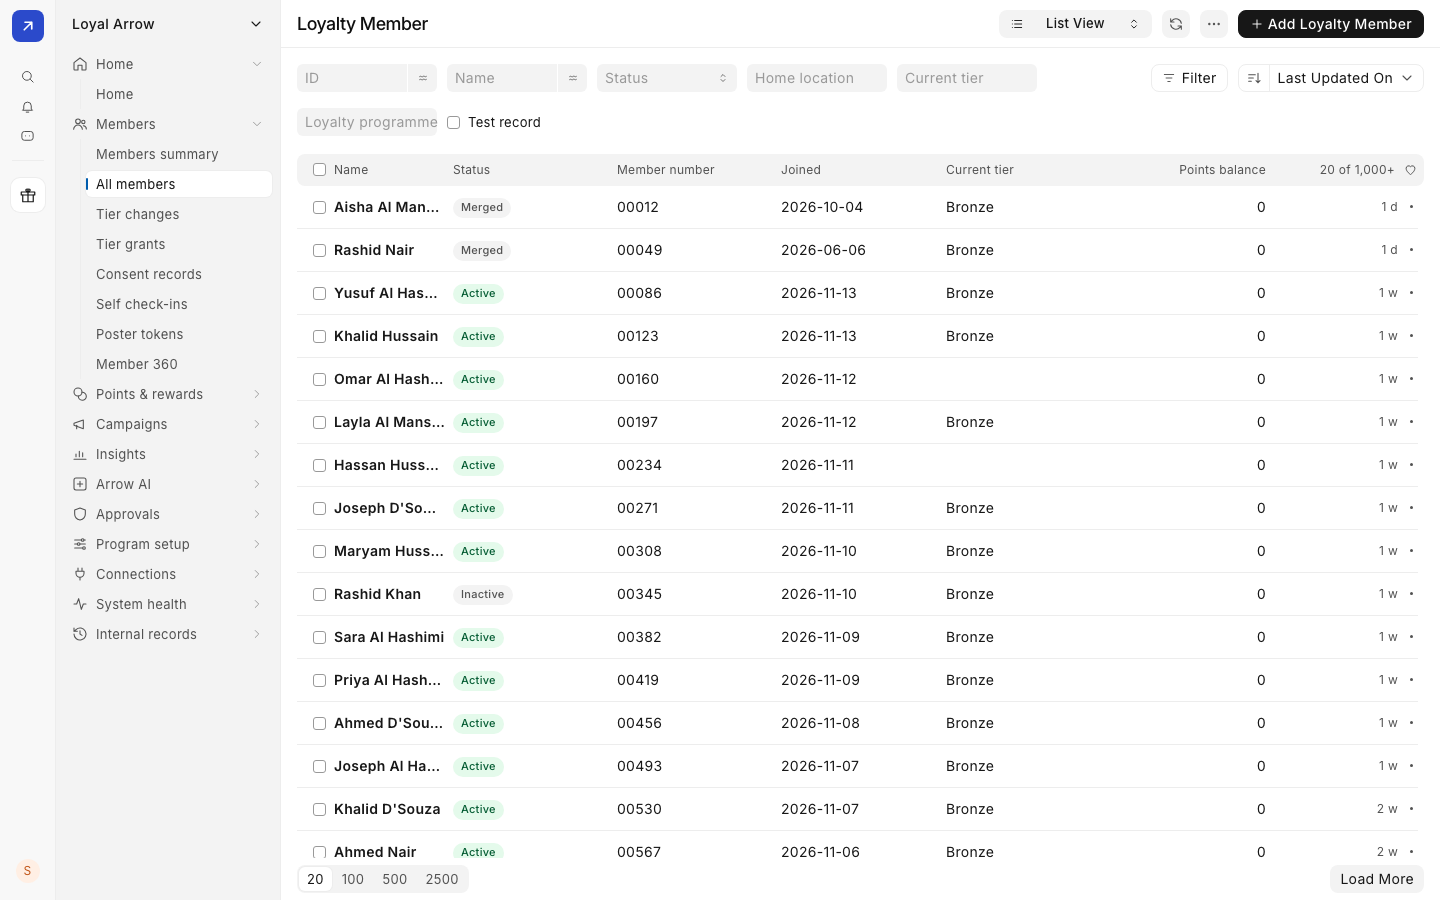 Loyal Arrow
Home
Home
Members
Members summary
All members
Tier changes
Tier grants
Consent records
Self check-ins
Poster tokens
Member 360
Points & rewards
Campaigns
Insights
Arrow AI
Approvals
Program setup
Connections
System health
Internal records
S
Loyalty Member
List View
Add Loyalty Member
ID =
Name =
Status
Home location
Current tier
Filter
Last Updated On
Loyalty programme
Test record
Name Status Member number Joined Current tier Points balance 20 of 1,000+
Aisha Al Man... Merged 00012 2026-10-04 Bronze 0 1 d
Rashid Nair Merged 00049 2026-06-06 Bronze 0 1 d
Yusuf Al Has... Active 00086 2026-11-13 Bronze 0 1 w
Khalid Hussain Active 00123 2026-11-13 Bronze 0 1 w
Omar Al Hash... Active 00160 2026-11-12 0 1 w
Layla Al Mans... Active 00197 2026-11-12 Bronze 0 1 w
Hassan Huss... Active 00234 2026-11-11 0 1 w
Joseph D'So... Active 00271 2026-11-11 Bronze 0 1 w
Maryam Huss... Active 00308 2026-11-10 Bronze 0 1 w
Rashid Khan Inactive 00345 2026-11-10 Bronze 0 1 w
Sara Al Hashimi Active 00382 2026-11-09 Bronze 0 1 w
Priya Al Hash... Active 00419 2026-11-09 Bronze 0 1 w
Ahmed D'Sou... Active 00456 2026-11-08 Bronze 0 1 w
Joseph Al Ha... Active 00493 2026-11-07 Bronze 0 1 w
Khalid D'Souza Active 00530 2026-11-07 Bronze 0 2 w
Ahmed Nair Active 00567 2026-11-06 Bronze 0 2 w
20 100 500 2500
Load More